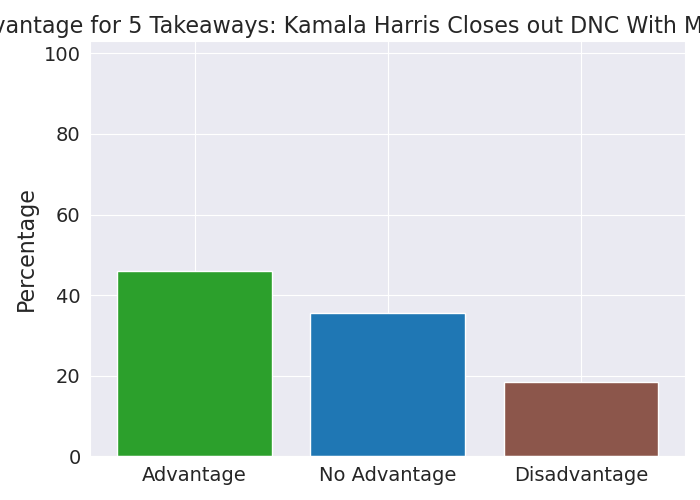 for 5 Takeaways: Kamala Harris Closes out DNC With
100
80
60
40
20
0
Percentage
Advantage
No Advantage
Disadvantage